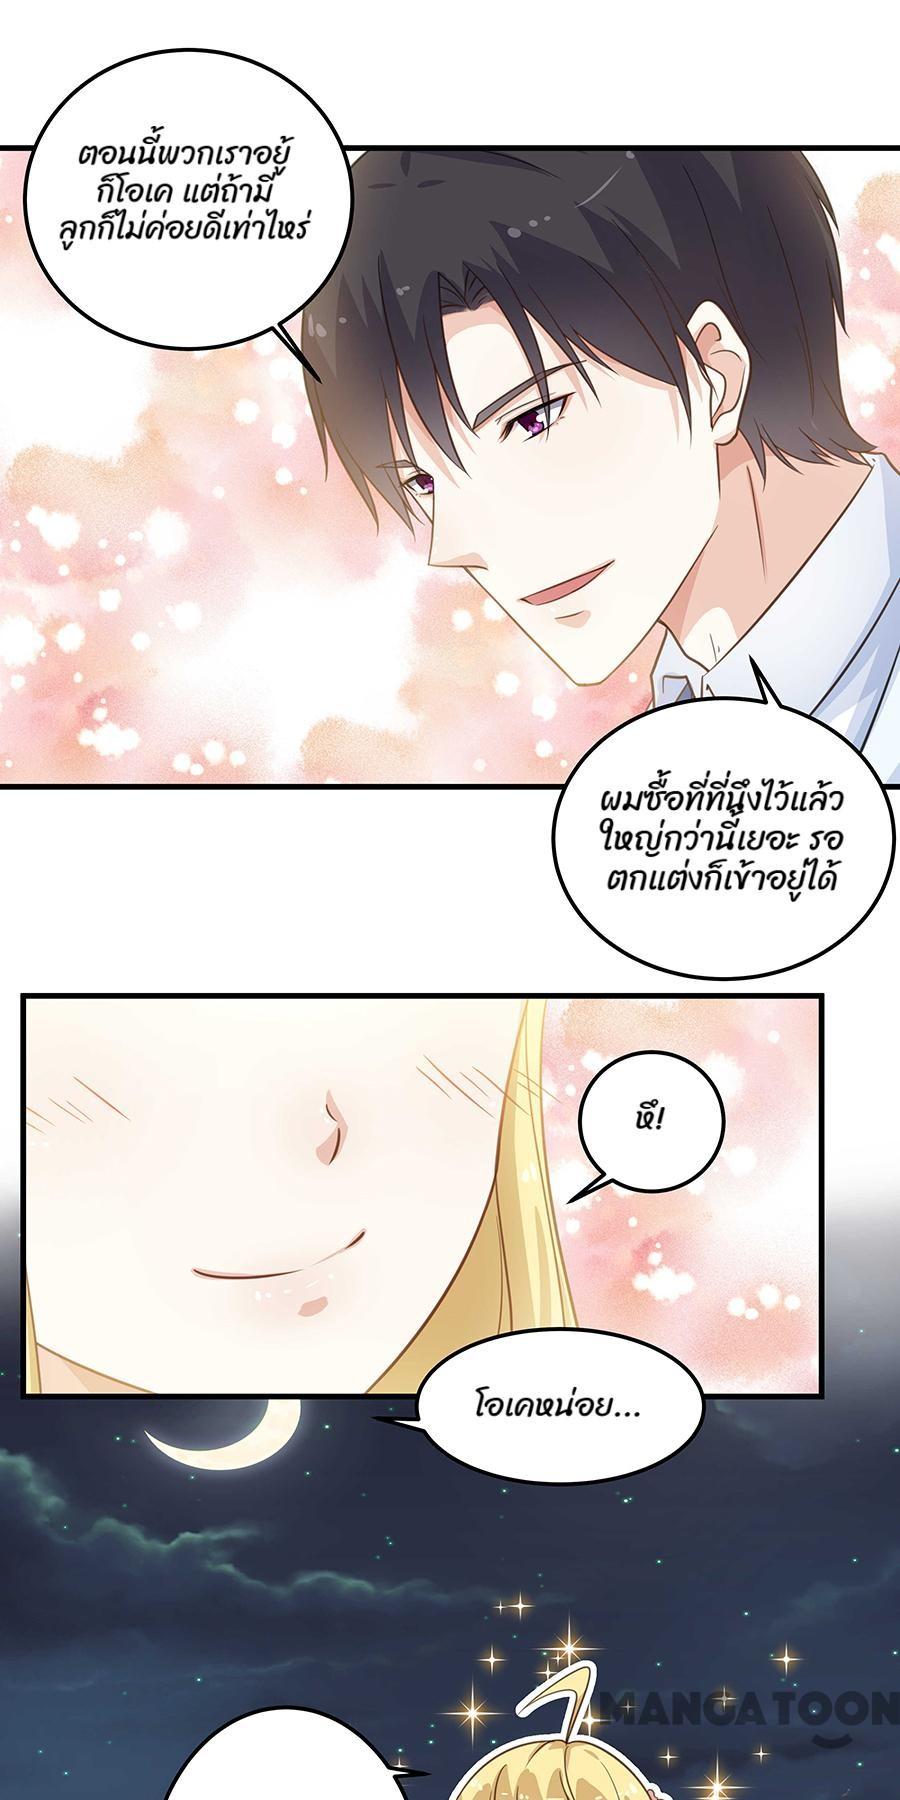 ตอนนี้พวกเราอยู่
ก็โอเค แต่ถ้ามี
ลูกก็ไม่ค่อยดีเท่าไหร่
ผมซื้อที่ที่นึงไว้แล้ว
ใหญ่กว่านี้เยอะ รอ
ตกแต่งก็เข้าอยู่ได้
หึ!
โอเคหน่อย...
MANGATOON